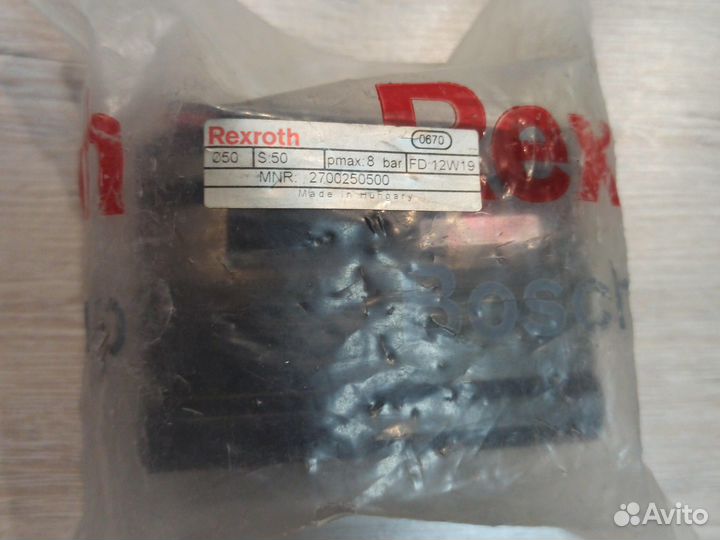 Rexroth 0670
Ø50 S:50 pmax: 8 bar FD:12W19
MNR: 2700250500
Made in Hungary
Rex
h
Bosch
Avito